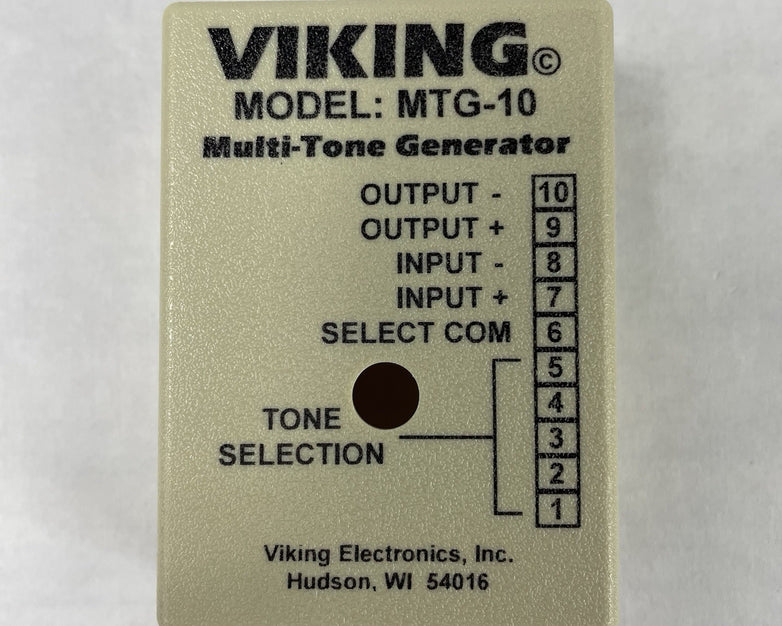 VIKING©
MODEL: MTG-10
Multi-Tone Generator
OUTPUT - 10
OUTPUT + 9
INPUT - 8
INPUT + 7
SELECT COM 6
5
4
TONE
SELECTION
3
2
1
Viking Electronics, Inc.
Hudson, WI 54016